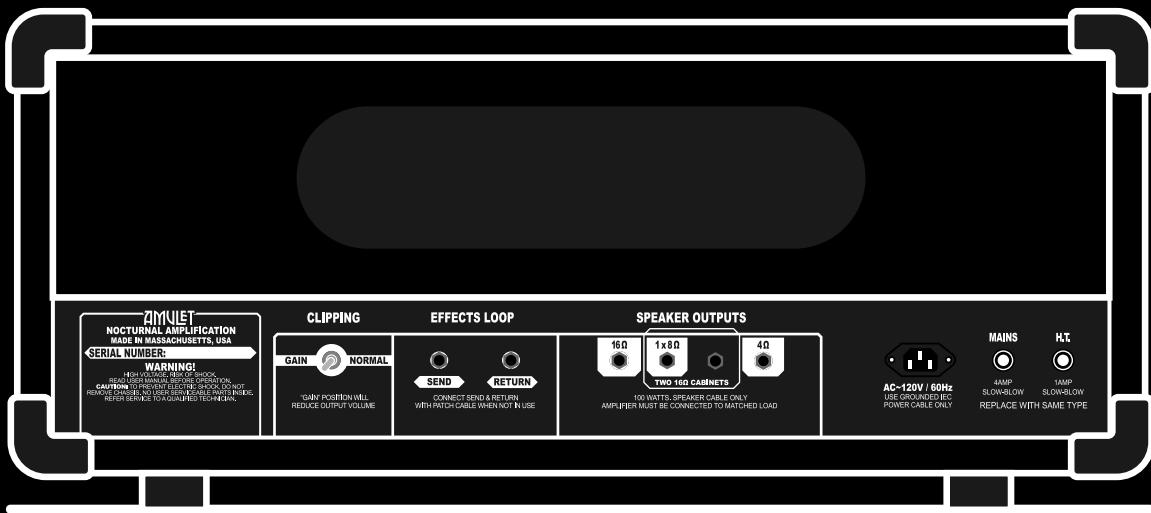 AMULET
NOCTURNAL AMPLIFICATION
MADE IN MASSACHUSETTS, USA
SERIAL NUMBER:
WARNING!
HIGH VOLTAGE. RISK OF SHOCK.
READ USER MANUAL BEFORE OPERATION.
CAUTION: TO PREVENT ELECTRIC SHOCK, DO NOT
REMOVE CHASSIS. NO USER SERVICEABLE PARTS INSIDE.
REFER SERVICE TO A QUALIFIED TECHNICIAN.
CLIPPING
GAIN
NORMAL
"GAIN" POSITION WILL
REDUCE OUTPUT VOLUME
EFFECTS LOOP
SEND
RETURN
CONNECT SEND & RETURN
WITH PATCH CABLE WHEN NOT IN USE
SPEAKER OUTPUTS
16Ω
1 x 8Ω
4Ω
TWO 16Ω CABINETS
100 WATTS. SPEAKER CABLE ONLY
AMPLIFIER MUST BE CONNECTED TO MATCHED LOAD
AC~120V / 60Hz
USE GROUNDED IEC
POWER CABLE ONLY
MAINS
4AMP
SLOW-BLOW
H.T.
1AMP
SLOW-BLOW
REPLACE WITH SAME TYPE